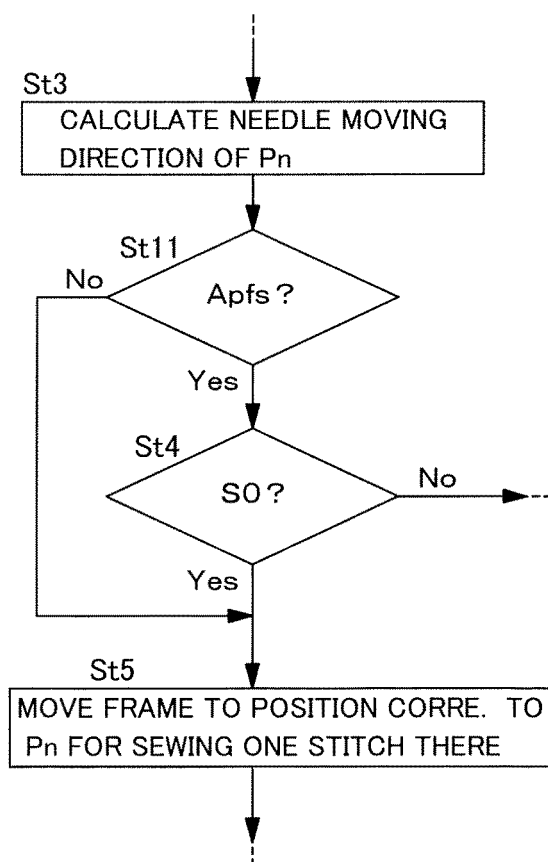 St3
CALCULATE NEEDLE MOVING
DIRECTION OF Pn
St11
No
Apfs?
Yes
St4
S0?
No
Yes
St5
MOVE FRAME TO POSITION CORRE. TO
Pn FOR SEWING ONE STITCH THERE